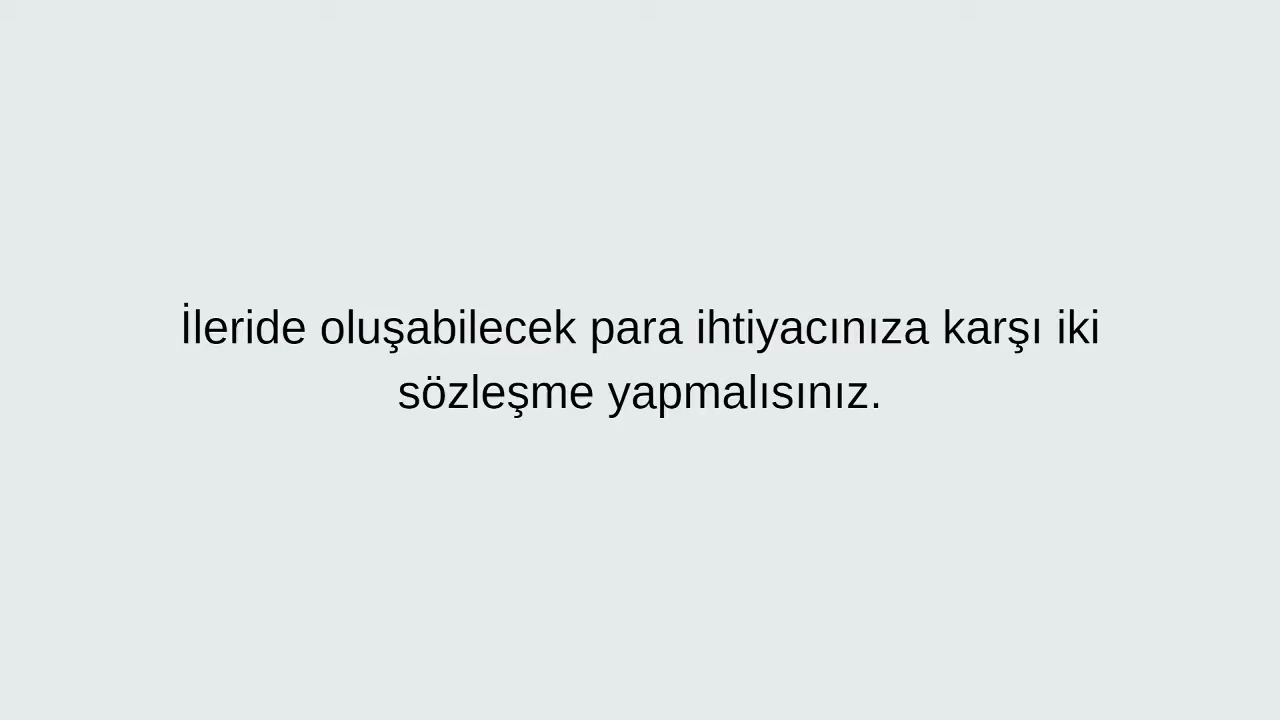 İleride oluşabilecek para ihtiyacınıza karşı iki
sözleşme yapmalısınız.